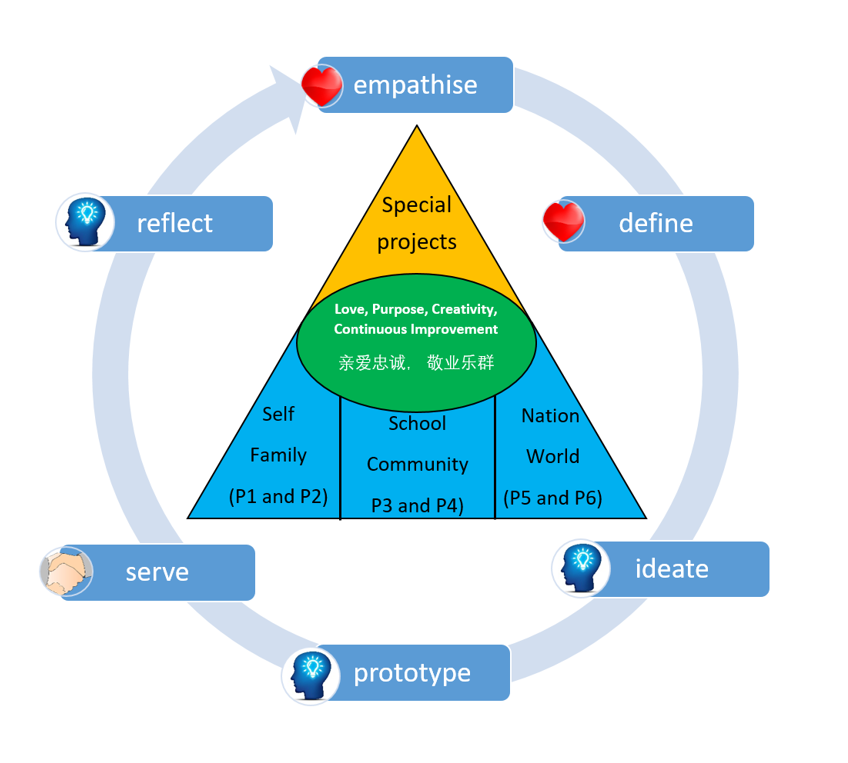 empathise
reflect
define
Special
projects
Love, Purpose, Creativity,
Continuous Improvement
亲爱忠诚, 敬业乐群
Self
Family
(P1 and P2)
School
Community
P3 and P4)
Nation
World
(P5 and P6)
serve
ideate
prototype